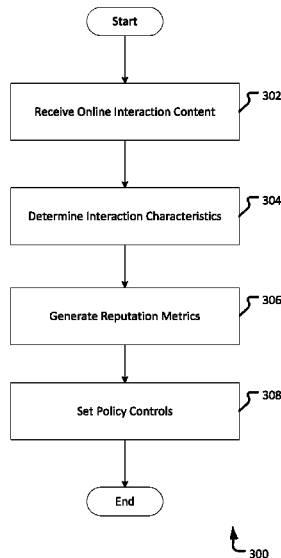 Start
Receive Online Interaction Content
302
Determine Interaction Characteristics
304
Generate Reputation Metrics
306
Set Policy Controls
308
End
300